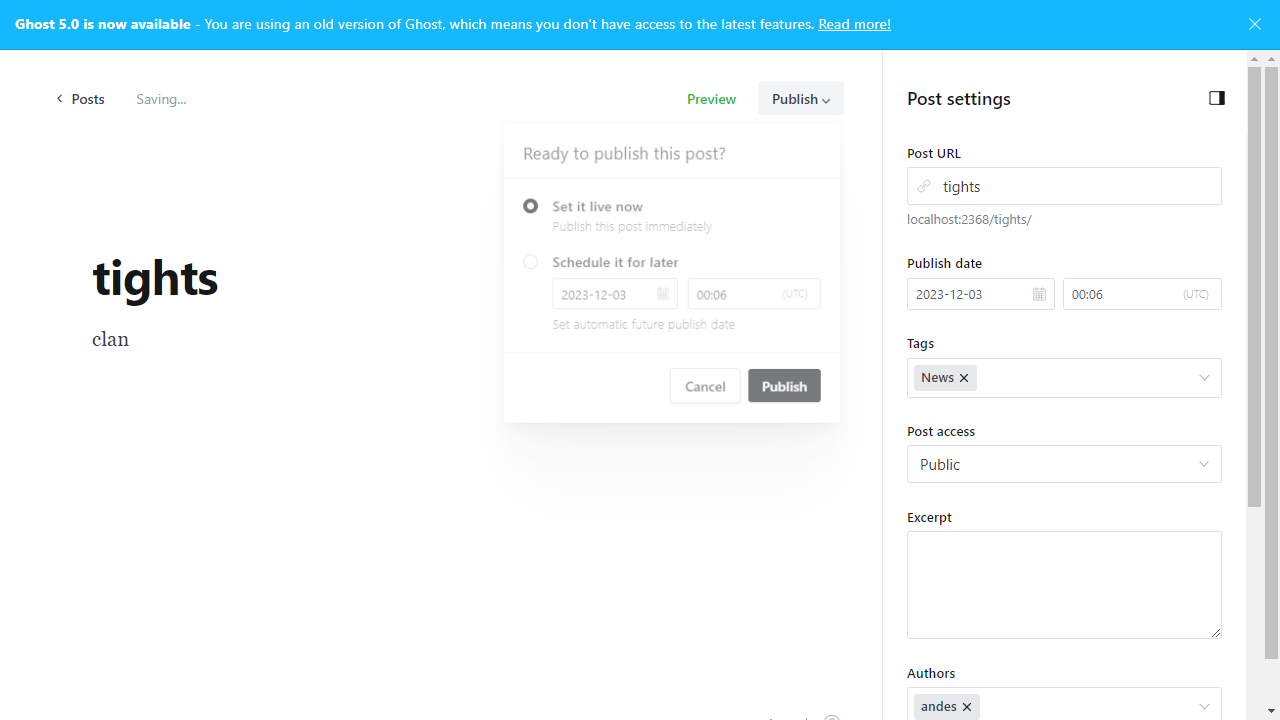 Ghost 5.0 is now available - You are using an old version of Ghost, which means you don't have access to the latest features. Read more!
Posts
Saving...
Preview
Publish
Ready to publish this post?
Set it live now
Publish this post immediately
Schedule it for later
2023-12-03
00:06
(UTC)
Set automatic future publish date
Cancel
Publish
tights
clan
Post settings
Post URL
tights
localhost:2368/tights/
Publish date
2023-12-03
00:06
(UTC)
Tags
News
Post access
Public
Excerpt
Authors
andes